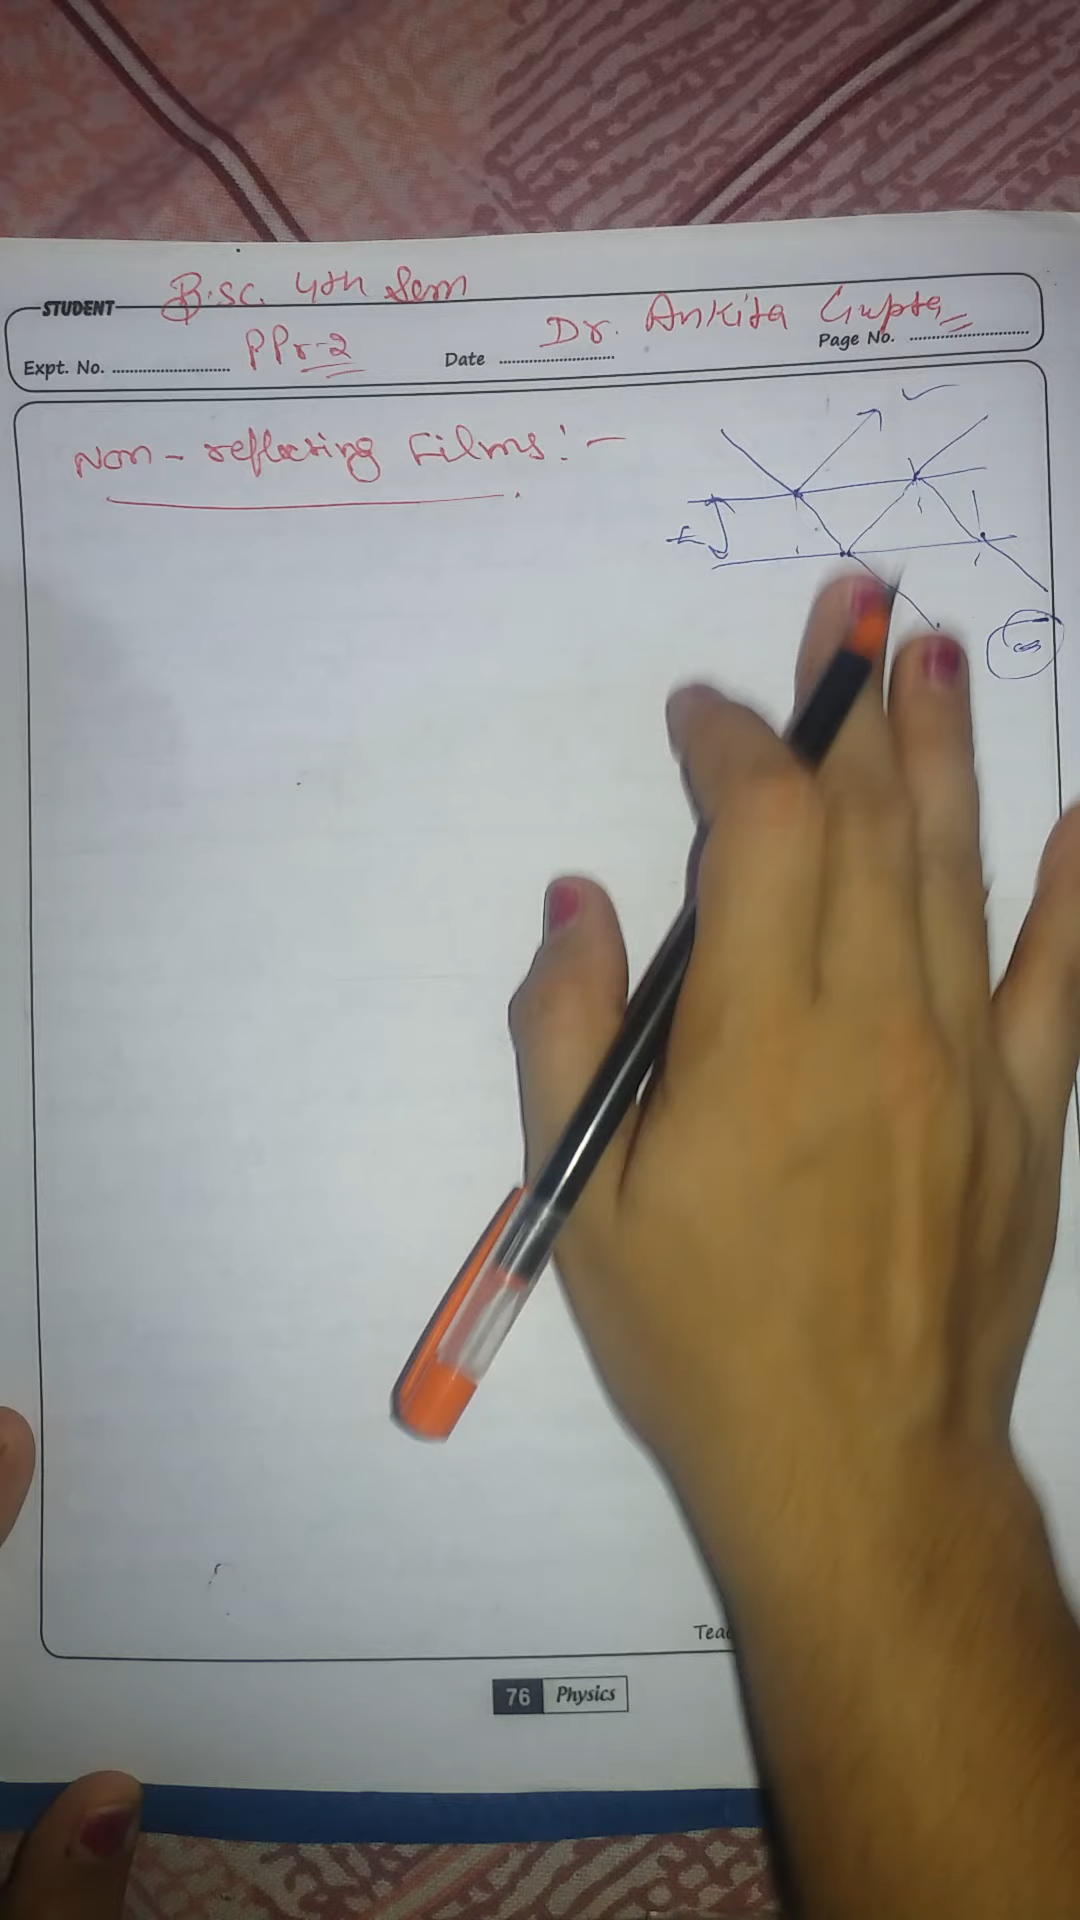 B.sc. 4th Sem
STUDENT
PPr-2
Dr. Ankita Gupta
Expt. No. Date Page No.
Non-reflecing Films:-
t
Tea
76 Physics